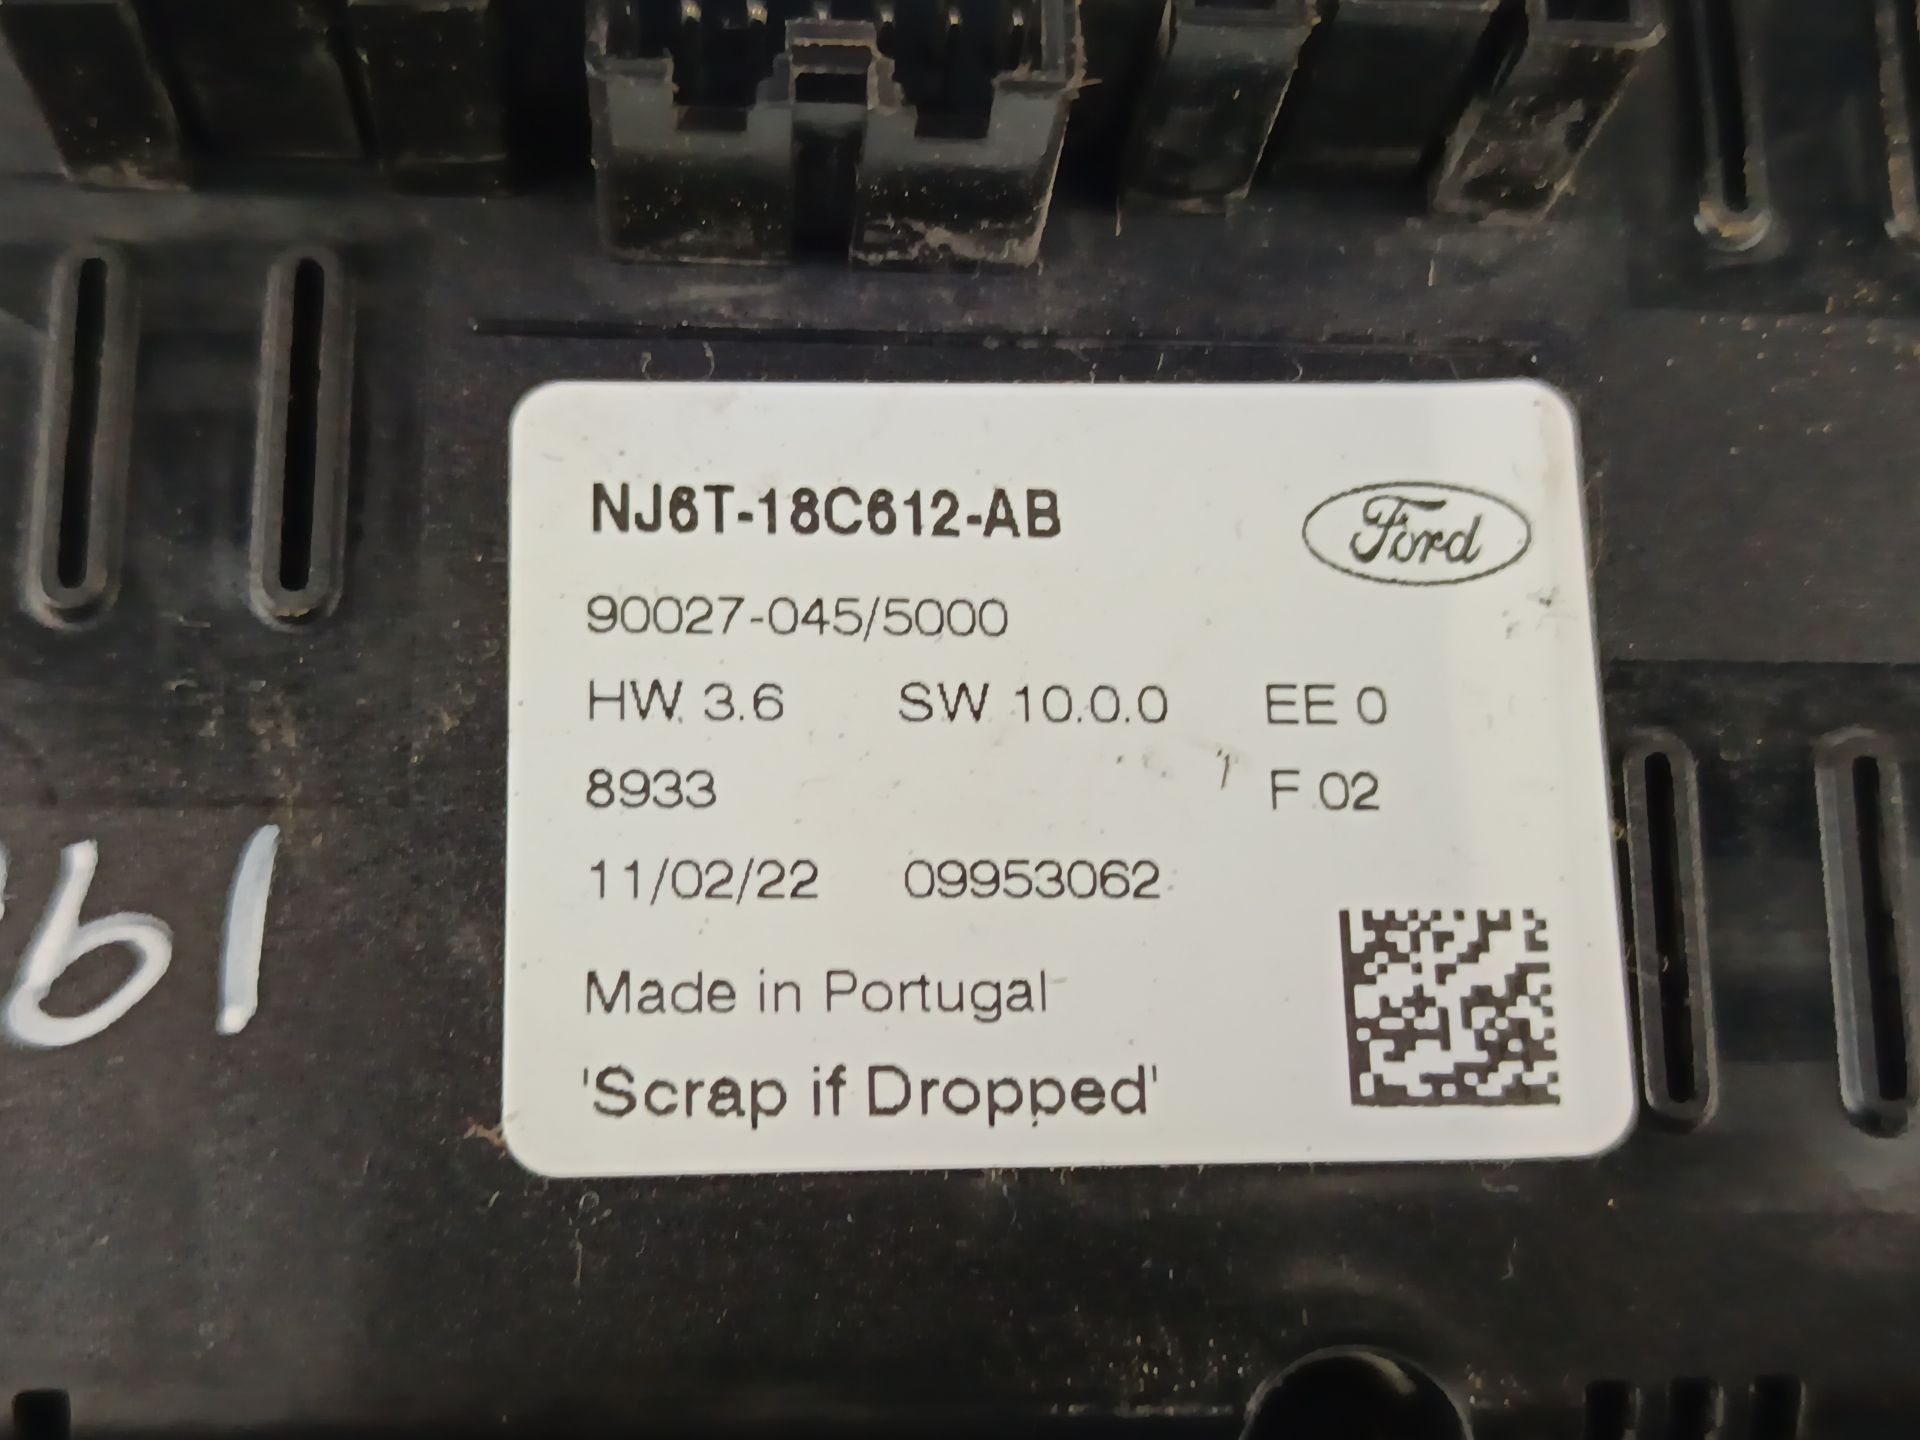 NJ6T-18C612-AB
Ford
90027-045/5000
HW 3.6 SW 10.0.0 EE 0
8933 F 02
11/02/22 09953062
Made in Portugal
'Scrap if Dropped'